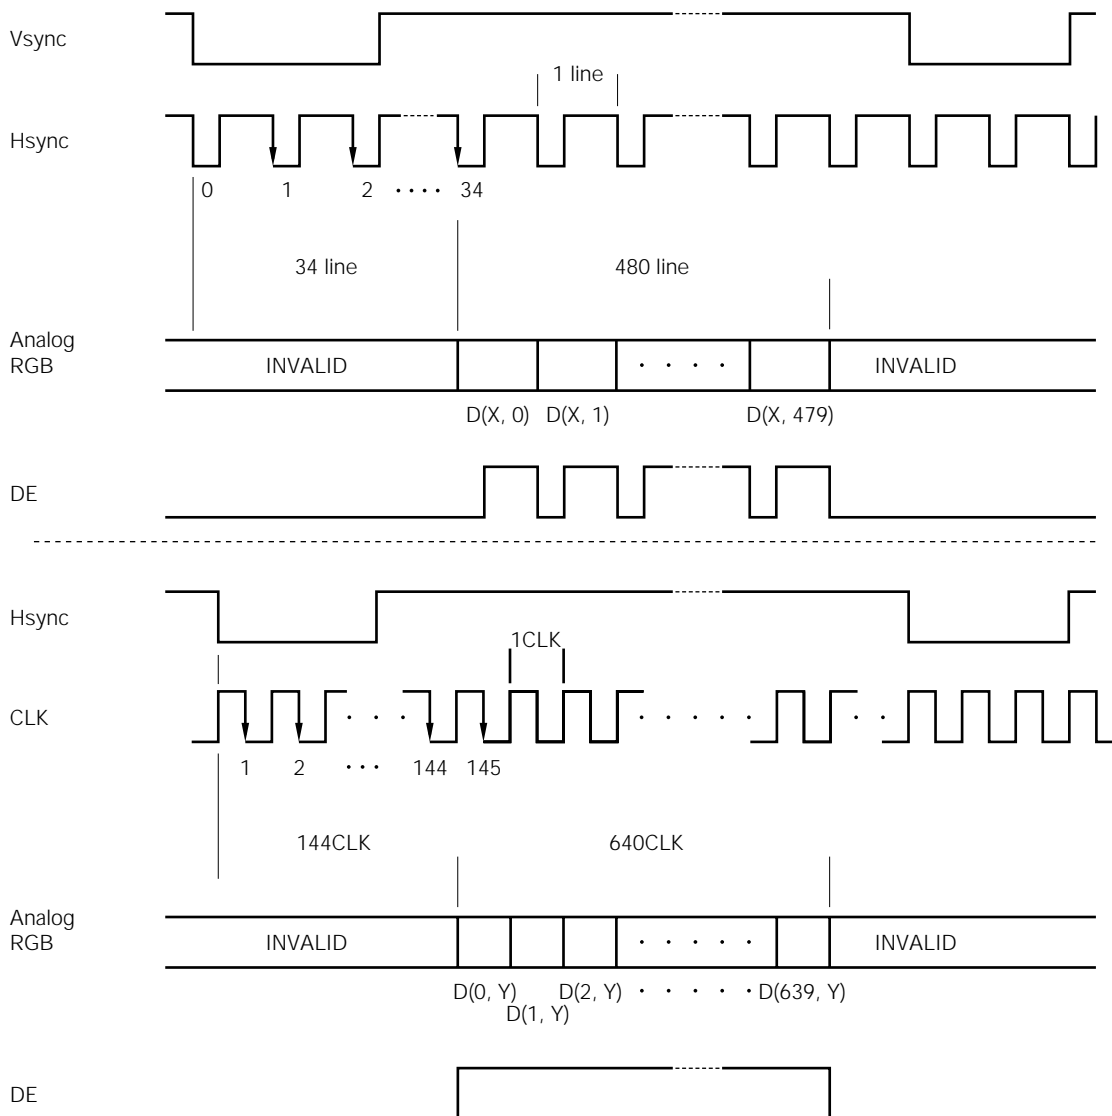 Vsync
1 line
Hsync
0 1 2 · · · · 34
34 line 480 line
Analog
RGB
INVALID · · · · INVALID
D(X, 0) D(X, 1) D(X, 479)
DE
Hsync
1CLK
CLK
· · · · · · · · · ·
1 2 · · · 144 145
144CLK 640CLK
Analog
RGB
INVALID · · · · · INVALID
D(0, Y) D(2, Y) · · · · · D(639, Y)
D(1, Y)
DE